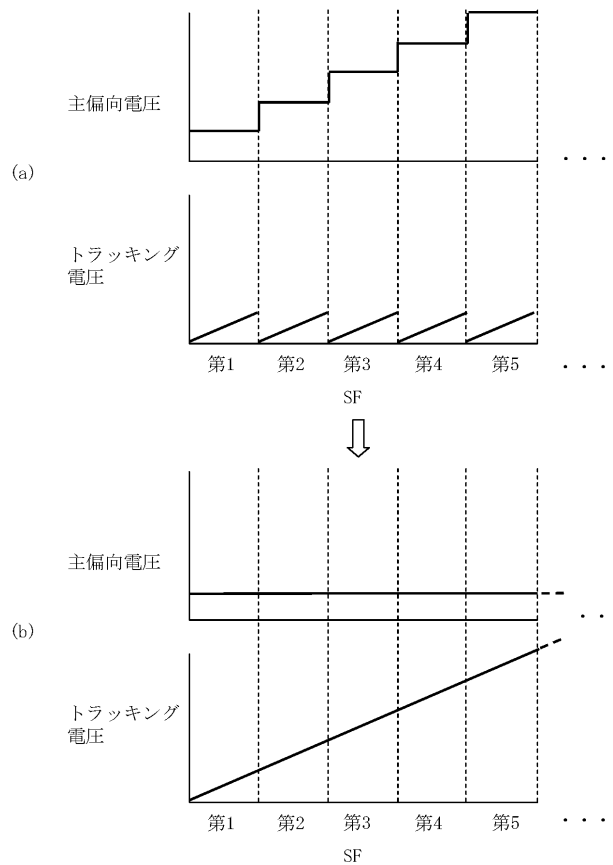 (a)
主偏向電圧
・・・
トラッキング
電圧
第1 第2 第3 第4 第5 ・・・
SF
(b)
主偏向電圧
・・
トラッキング
電圧
第1 第2 第3 第4 第5 ・・・
SF